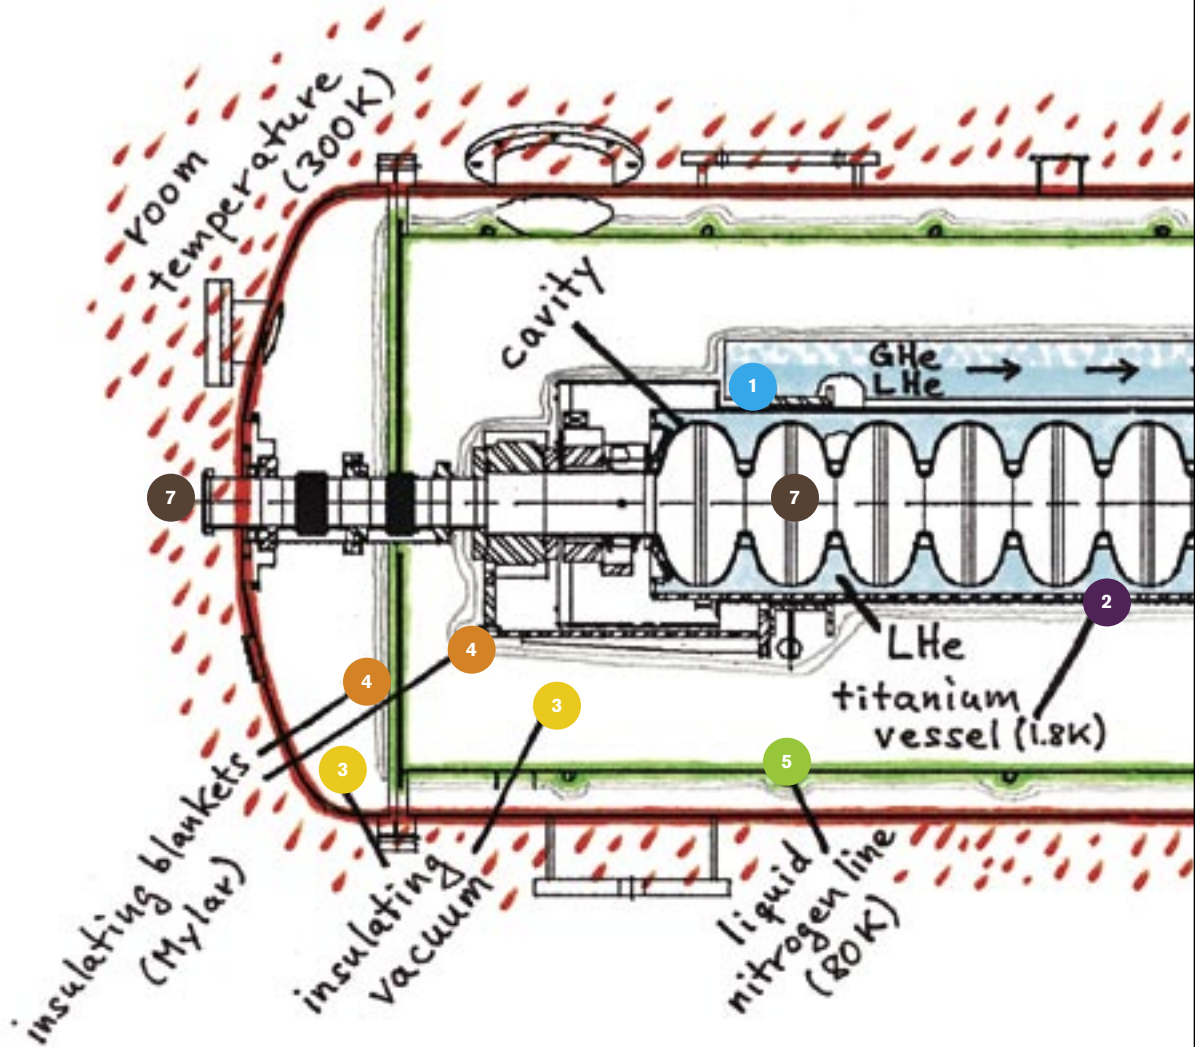 room
temperature
(300K)
cavity
GHe
LHe
1
7
7
2
LHe
titanium
vessel (1.8K)
4
4
3
3
5
insulating blankets
(Mylar)
insulating
vacuum
liquid
nitrogen line
(80K)